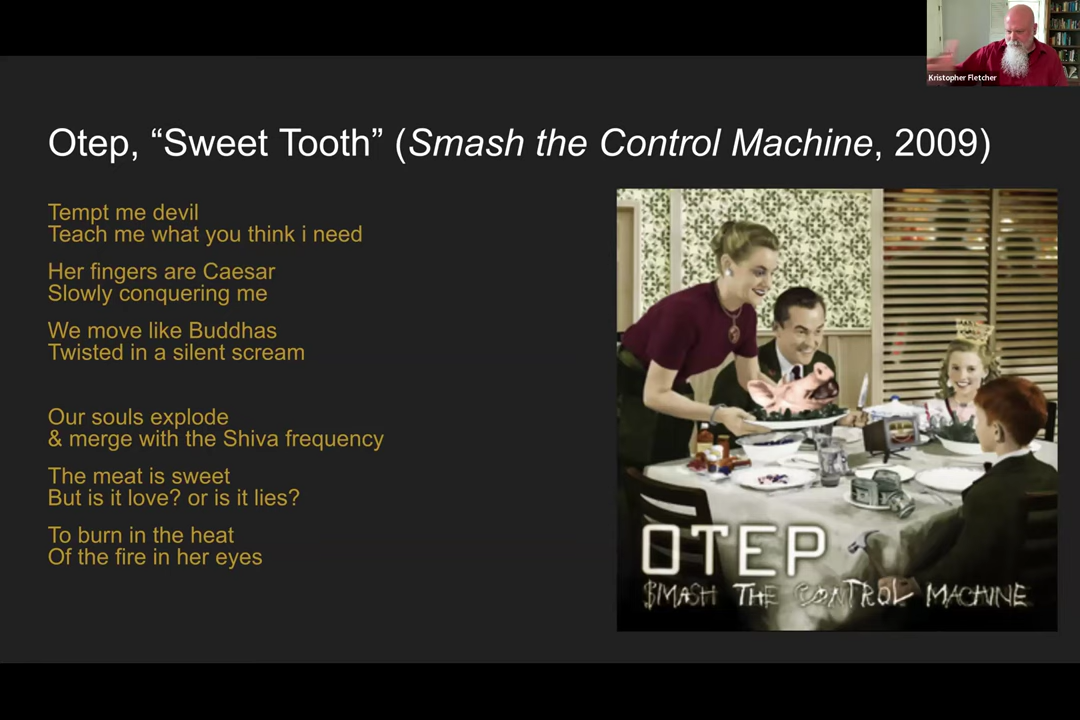 Kristopher Fletcher
Otep, “Sweet Tooth” (Smash the Control Machine, 2009)
Tempt me devil
Teach me what you think i need
Her fingers are Caesar
Slowly conquering me
We move like Buddhas
Twisted in a silent scream
Our souls explode
& merge with the Shiva frequency
The meat is sweet
But is it love? or is it lies?
To burn in the heat
Of the fire in her eyes
OTEP
$MASH THE CONTROL MACHINE